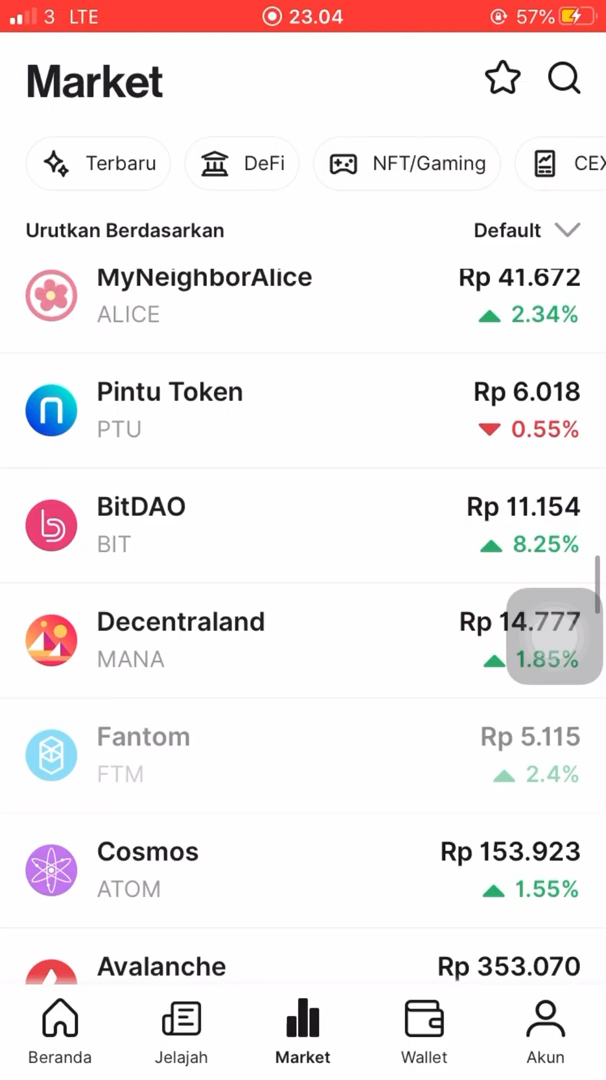 3 LTE 23.04 57%
Market
Terbaru DeFi NFT/Gaming CEX
Urutkan Berdasarkan Default
MyNeighborAlice Rp 41.672
ALICE 2.34%
Pintu Token Rp 6.018
PTU 0.55%
BitDAO Rp 11.154
BIT 8.25%
Decentraland Rp 14.777
MANA 1.85%
Fantom Rp 5.115
FTM 2.4%
Cosmos Rp 153.923
ATOM 1.55%
Avalanche Rp 353.070
Beranda Jelajah Market Wallet Akun